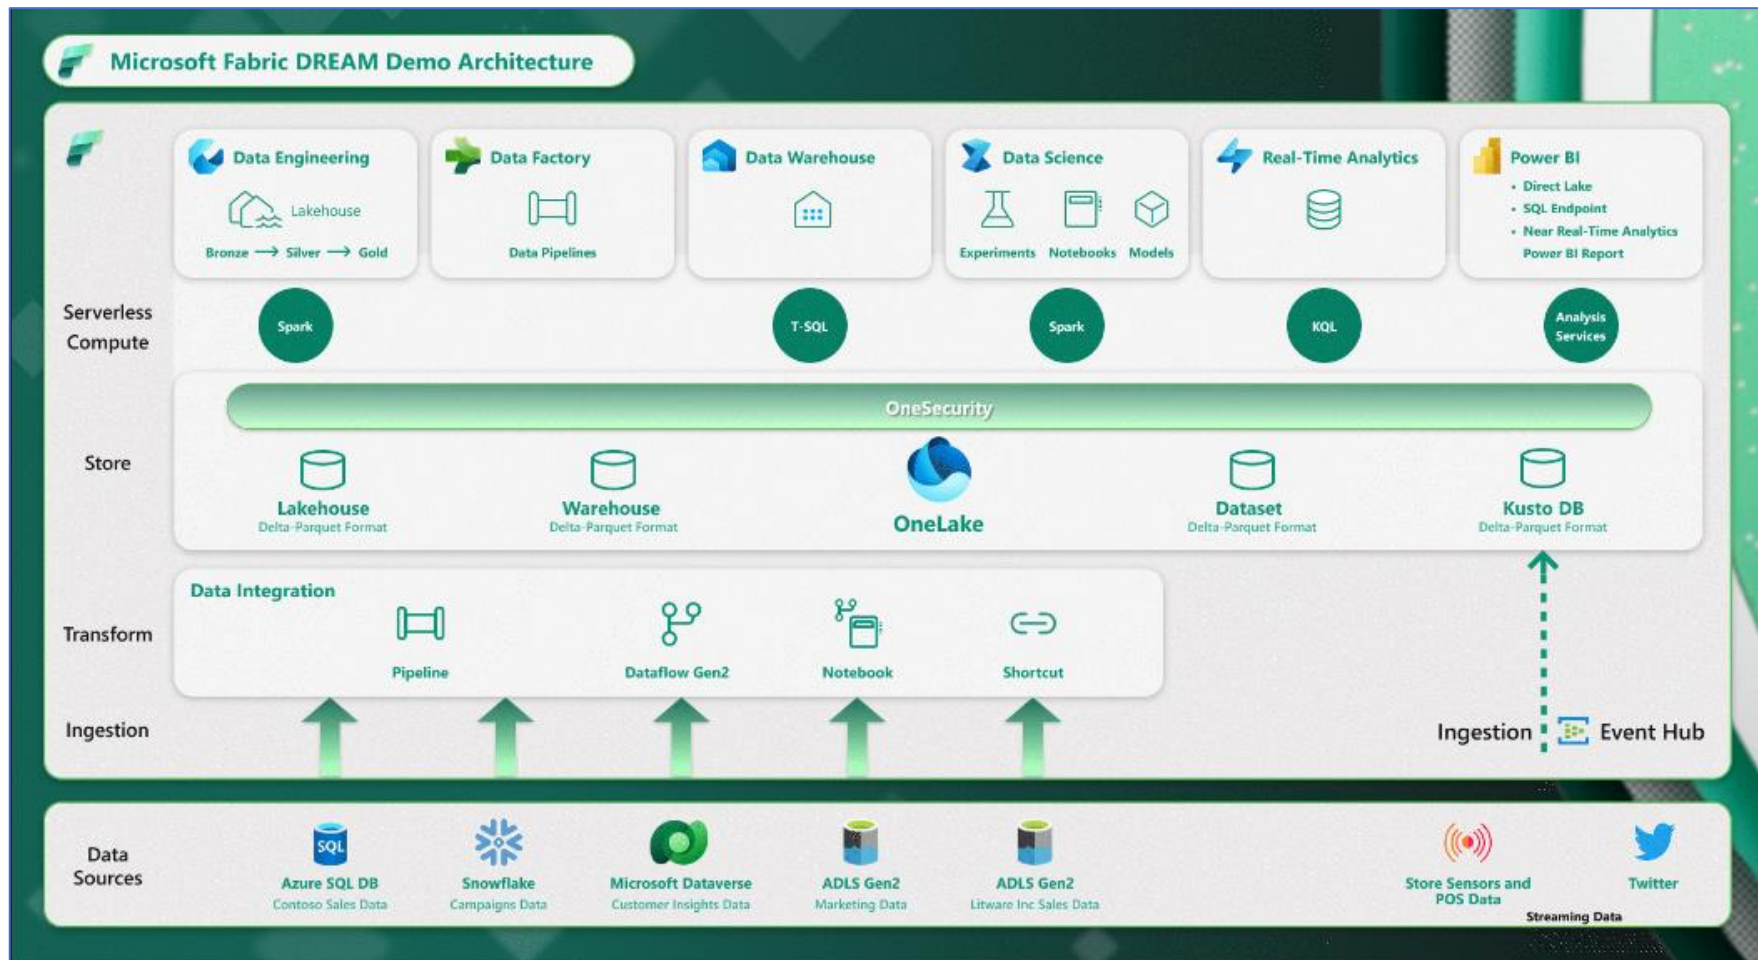 Microsoft Fabric DREAM Demo Architecture
Data Engineering
Lakehouse
Bronze → Silver → Gold
Data Factory
Data Pipelines
Data Warehouse
Data Science
Experiments Notebooks Models
Real-Time Analytics
Power BI
• Direct Lake
• SQL Endpoint
• Near Real-Time Analytics
Power BI Report
Serverless
Compute
Spark
T-SQL
Spark
KQL
Analysis
Services
Store
OneSecurity
Lakehouse
Delta-Parquet Format
Warehouse
Delta-Parquet Format
OneLake
Dataset
Delta-Parquet Format
Kusto DB
Delta-Parquet Format
Transform
Data Integration
Pipeline
Dataflow Gen2
Notebook
Shortcut
Ingestion
Ingestion
Event Hub
Data
Sources
SQL
Azure SQL DB
Contoso Sales Data
Snowflake
Campaigns Data
Microsoft Dataverse
Customer Insights Data
ADLS Gen2
Marketing Data
ADLS Gen2
Litware Inc Sales Data
Store Sensors and
POS Data
Twitter
Streaming Data